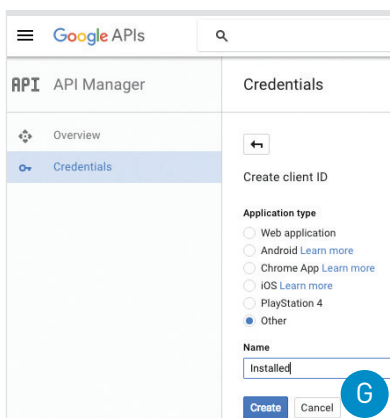 Google APIs
API API Manager
Credentials
Overview
Credentials
Create client ID
Application type
Web application
Android Learn more
Chrome App Learn more
iOS Learn more
PlayStation 4
Other
Name
Installed
Create Cancel
G